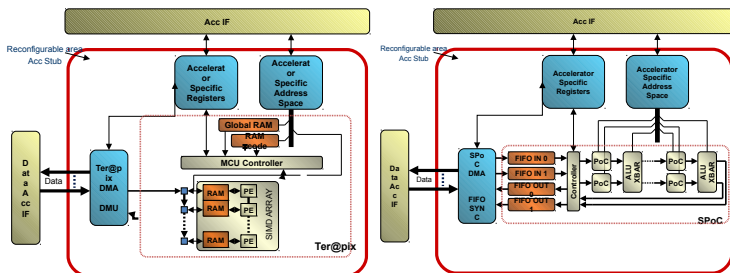 Acc IF
Reconfigurable area
Acc Stub
Accelerat
or
Specific
Registers
Accelerat
or
Specific
Address
Space
Global RAM
RAM
MCU Controller
D
at a
A
cc
IF
Data
Ter@p
ix
DMA
DMU
RAM
PE
RAM
PE
RAM
PE
SIMD ARRAY
Ter@pix
Acc IF
Reconfigurable area
Acc Stub
Accelerator
Specific
Registers
Accelerator
Specific
Address
Space
Da
ta
Ac
c
IF
Data
SPo
C
DMA
FIFO
SYN
C
FIFO IN 0
FIFO IN 1
FIFO OUT
0
FIFO OUT
1
Controller
PoC
PoC
ALU
XBAR
PoC
PoC
ALU
XBAR
SPoC